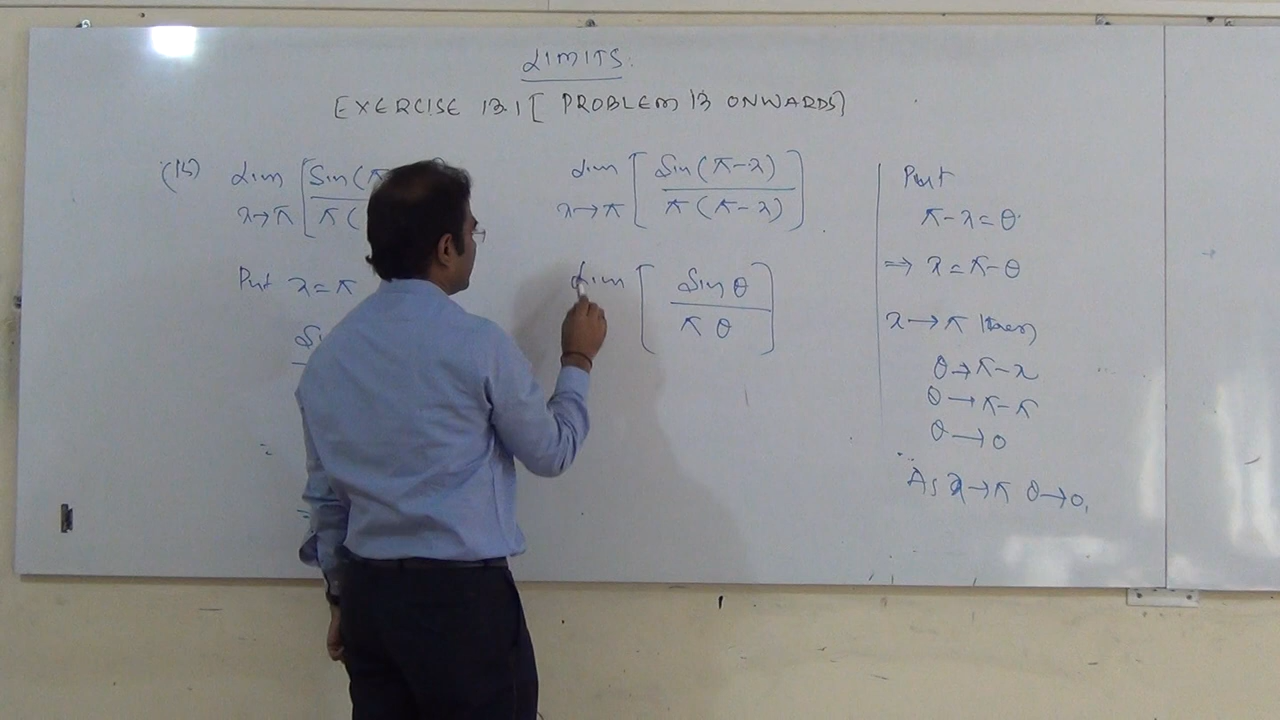 LIMITS.
EXERCISE 13.1 [ PROBLEM 13 ONWARDS]
(15) Lim x→π [Sin(π
π(
Put x=π
Si
Lim x→π [Sin(π-x) / π(π-x)]
Lim [Sin θ / π θ]
Put
π-x=θ
⇒ x=π-θ
x→π then
θ→π-x
θ→π-π
θ→0
As x→π θ→0,